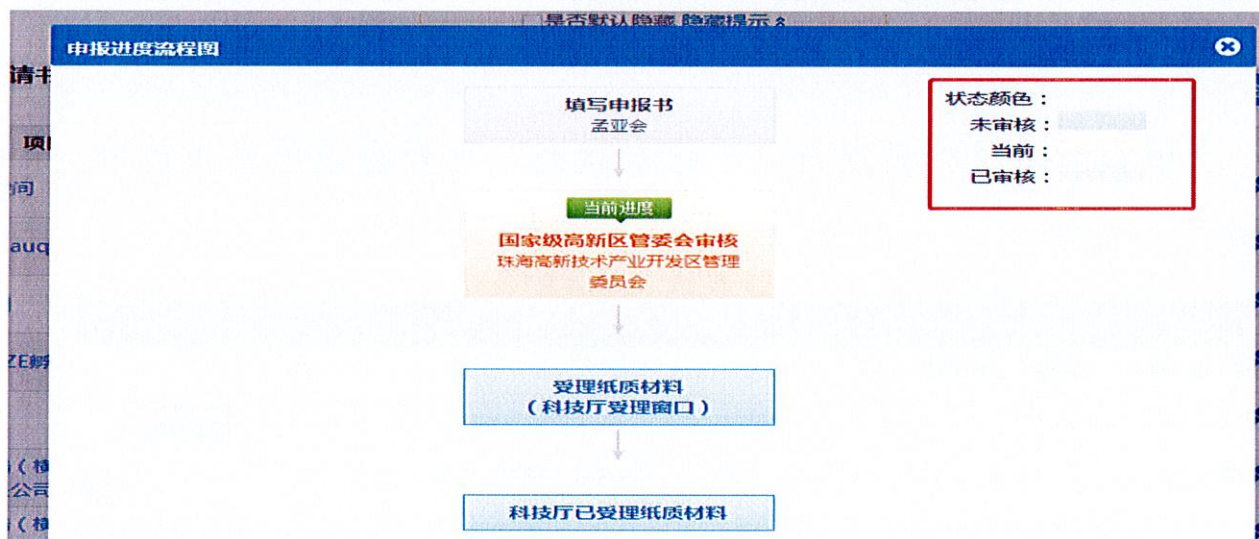 是否默认隐藏 隐藏提示
申报进度流程图
请书
项
填写申报书
孟亚会
状态颜色：
未审核：
当前：
已审核：
间
当前进度
国家级高新区管委会审核
珠海高新技术产业开发区管理
委员会
auq
ZE孵
受理纸质材料
（科技厅受理窗口）
（横
公司
（横
科技厅已受理纸质材料